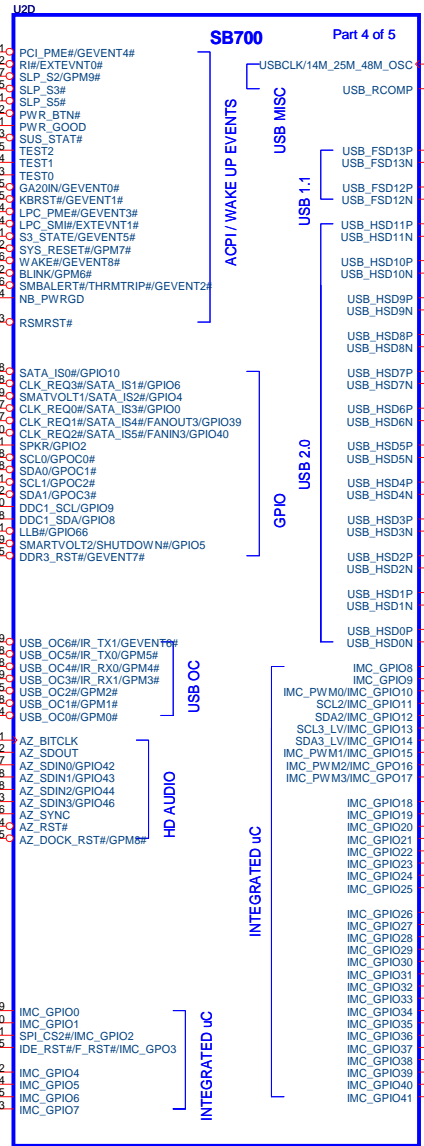 U2D
SB700
Part 4 of 5
PCI_PME#/GEVENT4#
RI#/EXTEVNT0#
SLP_S2/GPM9#
SLP_S3#
SLP_S5#
PWR_BTN#
PWR_GOOD
SUS_STAT#
TEST2
TEST1
TEST0
GA20IN/GEVENT0#
KBRST#/GEVENT1#
LPC_PME#/GEVENT3#
LPC_SMI#/EXTEVNT1#
S3_STATE/GEVENT5#
SYS_RESET#/GPM7#
WAKE#/GEVENT8#
BLINK/GPM6#
SMBALERT#/THRMTRIP#/GEVENT2#
NB_PWRGD
RSMRST#
ACPI / WAKE UP EVENTS
SATA_IS0#/GPIO10
CLK_REQ3#/SATA_IS1#/GPIO6
SMATVOLT1/SATA_IS2#/GPIO4
CLK_REQ0#/SATA_IS3#/GPIO0
CLK_REQ1#/SATA_IS4#/FANOUT3/GPIO39
CLK_REQ2#/SATA_IS5#/FANIN3/GPIO40
SPKR/GPIO2
SCL0/GPOC0#
SDA0/GPOC1#
SCL1/GPOC2#
SDA1/GPOC3#
DDC1_SCL/GPIO9
DDC1_SDA/GPIO8
LLB#/GPIO66
SMARTVOLT2/SHUTDOWN#/GPIO5
DDR3_RST#/GEVENT7#
GPIO
USB_OC6#/IR_TX1/GEVENT6#
USB_OC5#/IR_TX0/GPM5#
USB_OC4#/IR_RX0/GPM4#
USB_OC3#/IR_RX1/GPM3#
USB_OC2#/GPM2#
USB_OC1#/GPM1#
USB_OC0#/GPM0#
USB OC
AZ_BITCLK
AZ_SDOUT
AZ_SDIN0/GPIO42
AZ_SDIN1/GPIO43
AZ_SDIN2/GPIO44
AZ_SDIN3/GPIO46
AZ_SYNC
AZ_RST#
AZ_DOCK_RST#/GPM8#
HD AUDIO
IMC_GPIO0
IMC_GPIO1
SPI_CS2#/IMC_GPIO2
IDE_RST#/F_RST#/IMC_GPO3
IMC_GPIO4
IMC_GPIO5
IMC_GPIO6
IMC_GPIO7
INTEGRATED uC
USBCLK/14M_25M_48M_OSC
USB_RCOMP
USB MISC
USB_FSD13P
USB_FSD13N
USB_FSD12P
USB_FSD12N
USB 1.1
USB_HSD11P
USB_HSD11N
USB_HSD10P
USB_HSD10N
USB_HSD9P
USB_HSD9N
USB_HSD8P
USB_HSD8N
USB_HSD7P
USB_HSD7N
USB_HSD6P
USB_HSD6N
USB_HSD5P
USB_HSD5N
USB_HSD4P
USB_HSD4N
USB_HSD3P
USB_HSD3N
USB_HSD2P
USB_HSD2N
USB_HSD1P
USB_HSD1N
USB_HSD0P
USB_HSD0N
USB 2.0
IMC_GPIO8
IMC_GPIO9
IMC_PWM0/IMC_GPIO10
SCL2/IMC_GPIO11
SDA2/IMC_GPIO12
SCL3_LV/IMC_GPIO13
SDA3_LV/IMC_GPIO14
IMC_PWM1/IMC_GPIO15
IMC_PWM2/IMC_GPO16
IMC_PWM3/IMC_GPO17
IMC_GPIO18
IMC_GPIO19
IMC_GPIO20
IMC_GPIO21
IMC_GPIO22
IMC_GPIO23
IMC_GPIO24
IMC_GPIO25
IMC_GPIO26
IMC_GPIO27
IMC_GPIO28
IMC_GPIO29
IMC_GPIO30
IMC_GPIO31
IMC_GPIO32
IMC_GPIO33
IMC_GPIO34
IMC_GPIO35
IMC_GPIO36
IMC_GPIO37
IMC_GPIO38
IMC_GPIO39
IMC_GPIO40
IMC_GPIO41
INTEGRATED uC